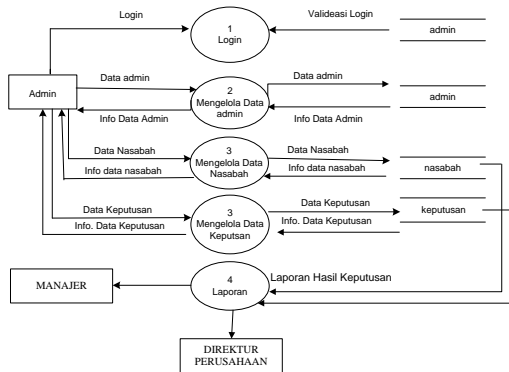 Login
1
Login
Valideasi Login
admin
Admin
Data admin
Info Data Admin
2
Mengelola Data
admin
Data admin
Info Data Admin
admin
Data Nasabah
Info data nasabah
3
Mengelola Data
Nasabah
Data Nasabah
Info data nasabah
nasabah
Data Keputusan
Info. Data Keputusan
3
Mengelola Data
Keputsan
Data Keputusan
Info. Data Keputusan
keputusan
MANAJER
4
Laporan
Laporan Hasil Keputusan
DIREKTUR
PERUSAHAAN